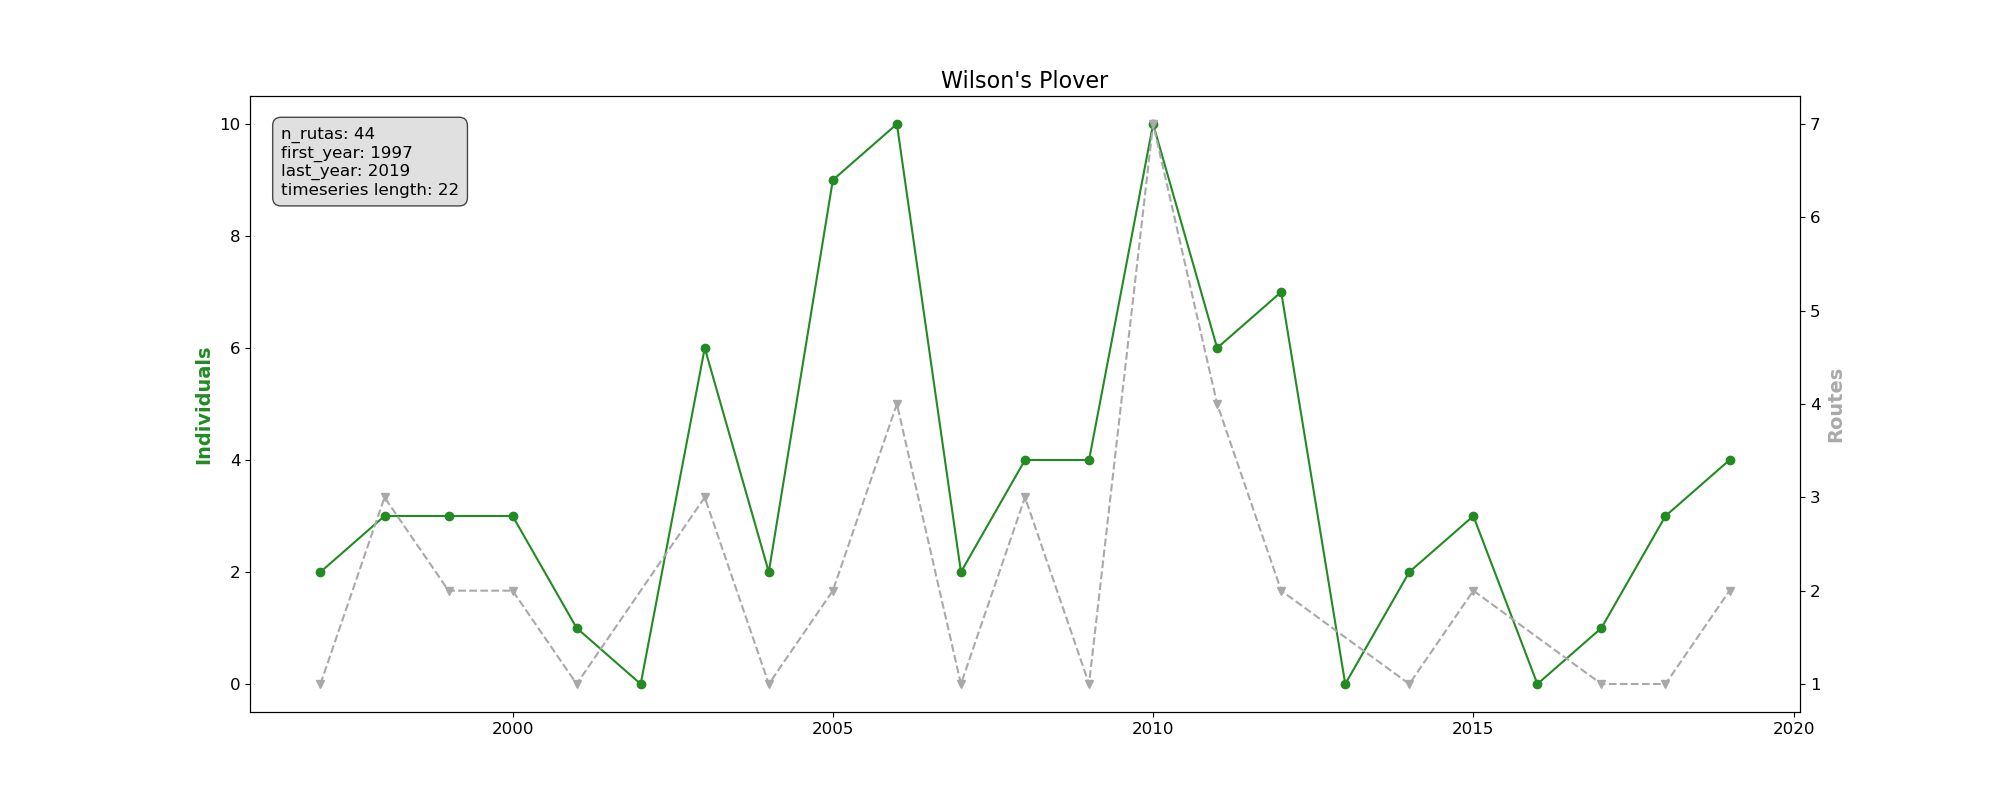 Wilson's Plover
n_rutas: 44
first_year: 1997
last_year: 2019
timeseries length: 22
Individuals
10
8
6
4
2
0
Routes
7
6
5
4
3
2
1
2000
2005
2010
2015
2020